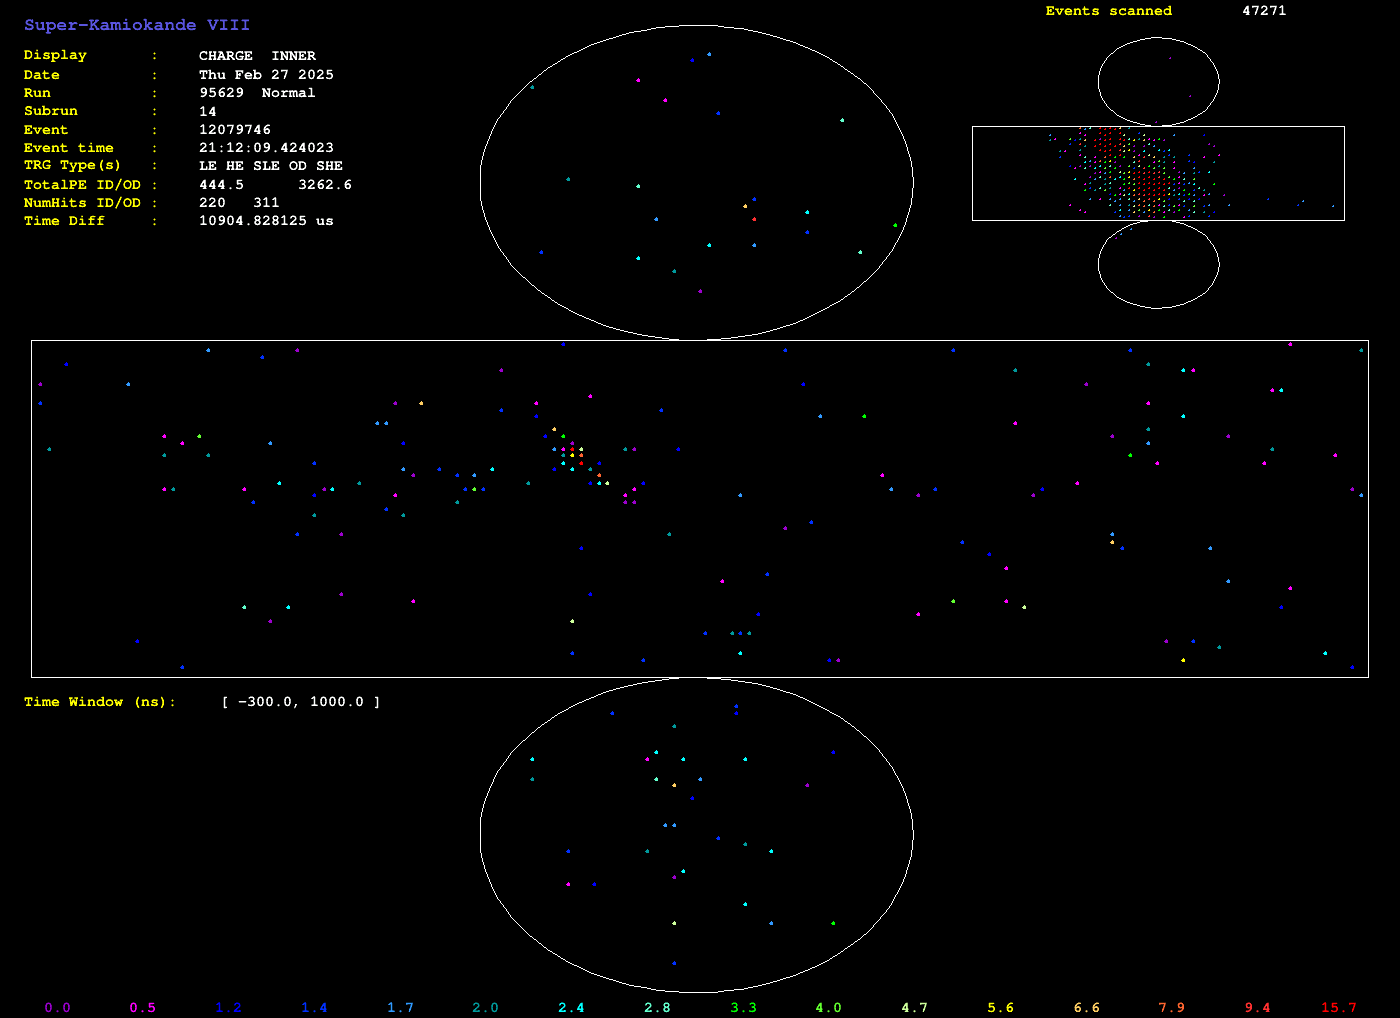 Super-Kamiokande VIII
Events scanned 47271
Display : CHARGE INNER
Date : Thu Feb 27 2025
Run : 95629 Normal
Subrun : 14
Event : 12079746
Event time : 21:12:09.424023
TRG Type(s) : LE HE SLE OD SHE
TotalPE ID/OD : 444.5 3262.6
NumHits ID/OD : 220 311
Time Diff : 10904.828125 us
Time Window (ns): [ -300.0, 1000.0 ]
0.0 0.5 1.2 1.4 1.7 2.0 2.4 2.8 3.3 4.0 4.7 5.6 6.6 7.9 9.4 15.7